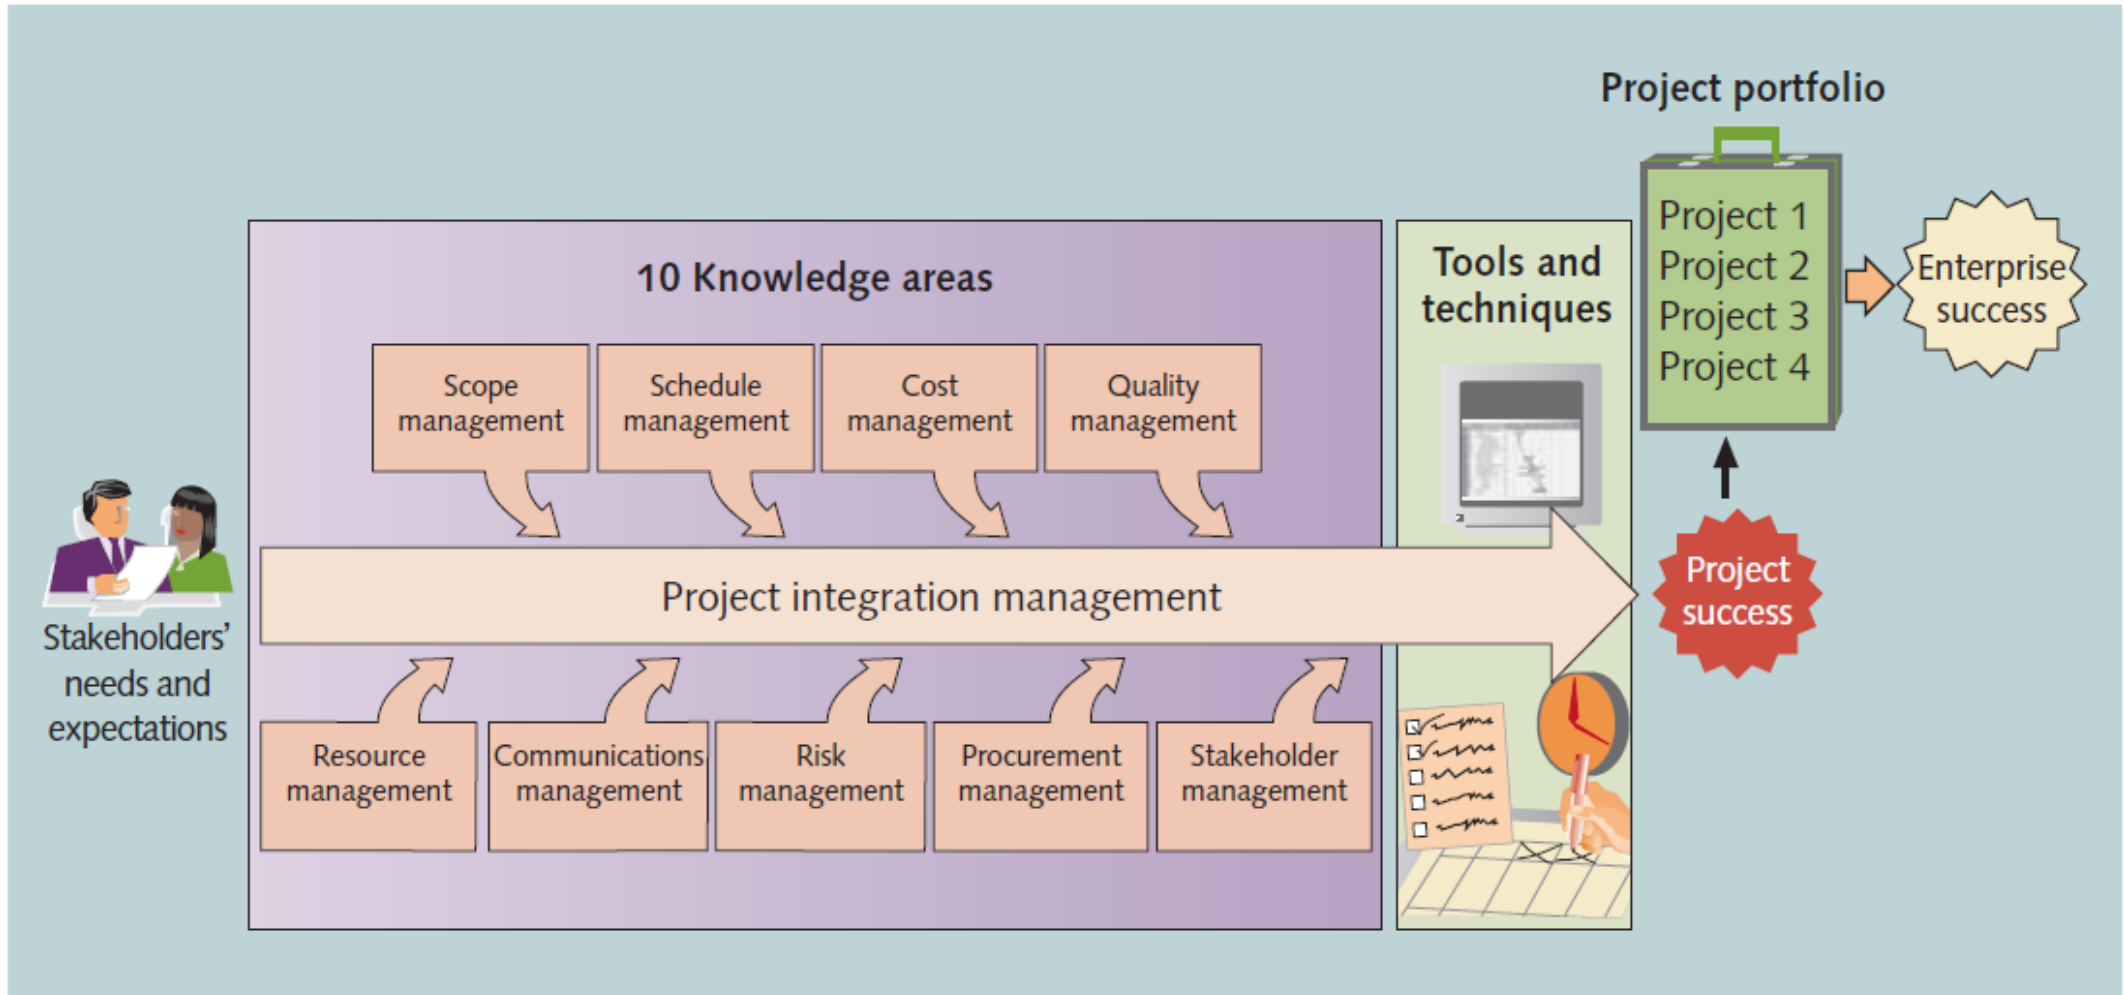 Project portfolio
Project 1
Project 2
Project 3
Project 4
Enterprise
success
10 Knowledge areas
Tools and
techniques
Scope
management
Schedule
management
Cost
management
Quality
management
Project integration management
Project
success
Stakeholders’
needs and
expectations
Resource
management
Communications
management
Risk
management
Procurement
management
Stakeholder
management